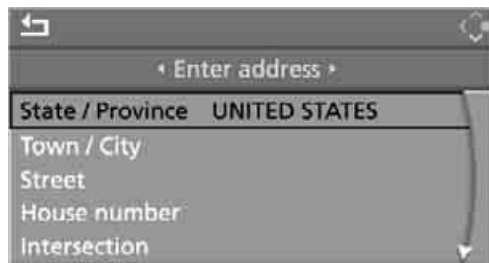 Enter address
State / Province UNITED STATES
Town / City
Street
House number
Intersection